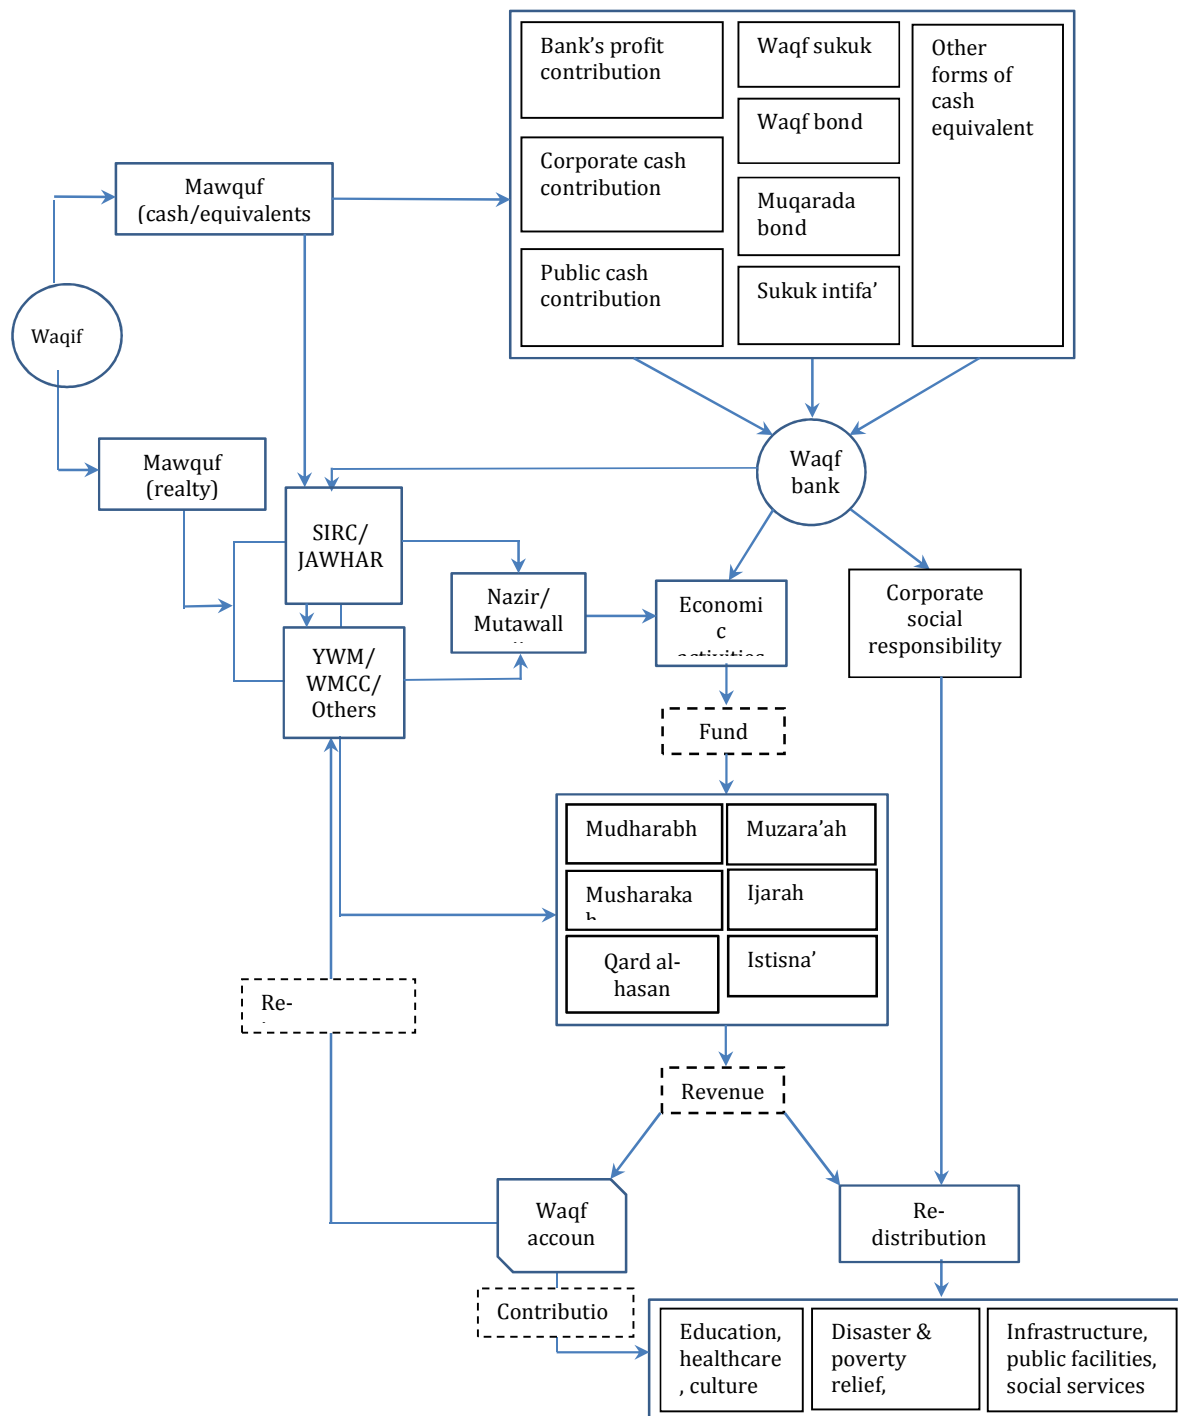 Bank’s profit
contribution
Waqf sukuk
Other
forms of
cash
equivalent
Waqf bond
Corporate cash
contribution
Muqarada
bond
Public cash
contribution
Sukuk intifa’
Mawquf
(cash/equivalents
Waqif
Mawquf
(realty)
Waqf
bank
SIRC/
JAWHAR
Nazir/
Mutawall
YWM/
WMCC/
Others
Economi
c
activities
Corporate
social
responsibility
Fund
Mudharabh
Muzara’ah
Musharaka
h
Ijarah
Qard al-
hasan
Istisna’
Re-
Revenue
Waqf
accoun
Re-
distribution
Contributio
Education,
healthcare
, culture
Disaster &
poverty
relief,
Infrastructure,
public facilities,
social services